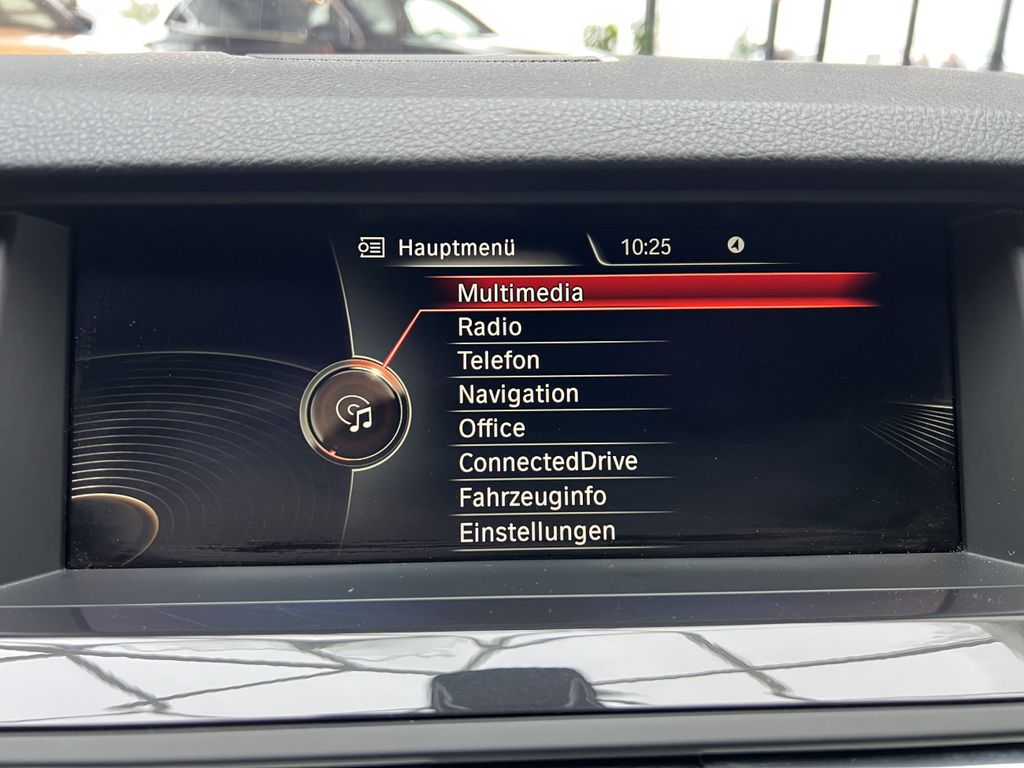 Hauptmenü 10:25
Multimedia
Radio
Telefon
Navigation
Office
ConnectedDrive
Fahrzeuginfo
Einstellungen